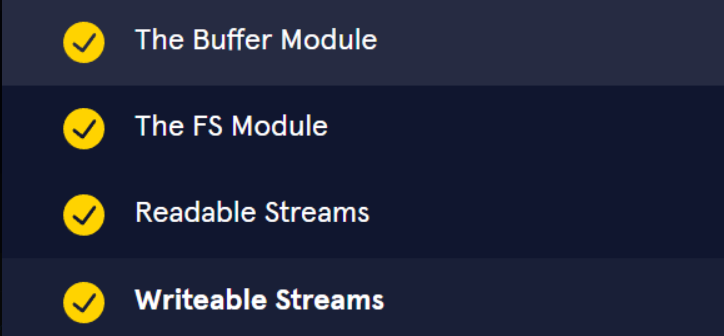 The Buffer Module
The FS Module
Readable Streams
Writeable Streams